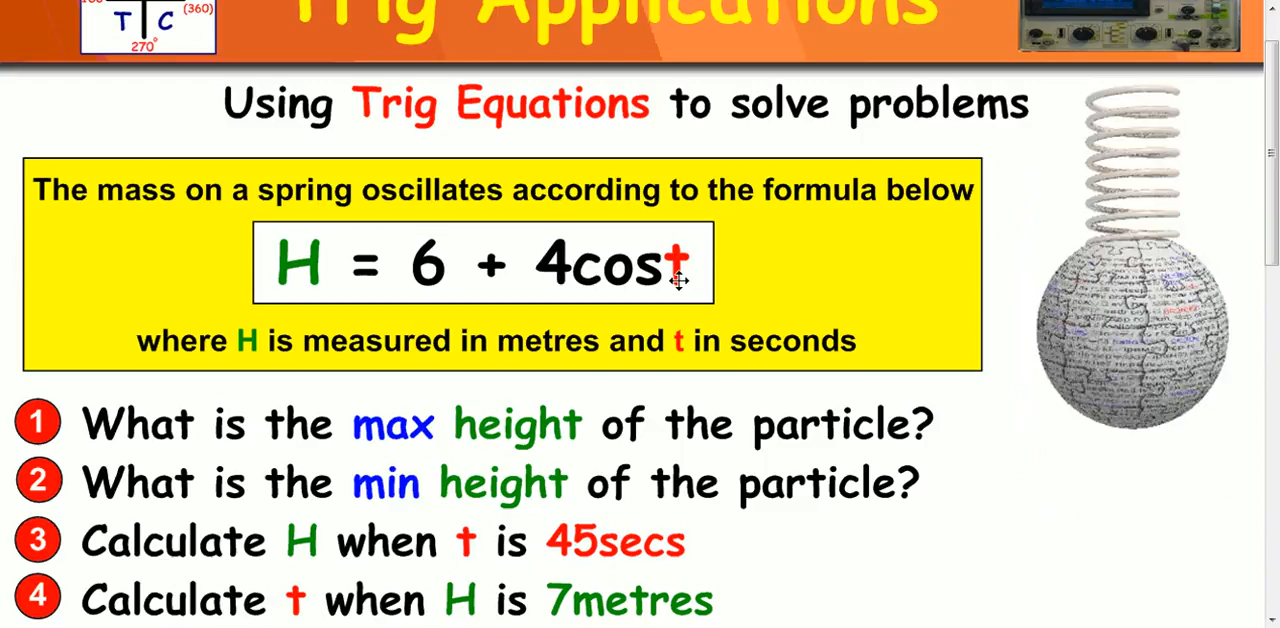 Trig Applications
(360)
T C
270°
Using Trig Equations to solve problems
The mass on a spring oscillates according to the formula below
H = 6 + 4cost
where H is measured in metres and t in seconds
1 What is the max height of the particle?
2 What is the min height of the particle?
3 Calculate H when t is 45secs
4 Calculate t when H is 7metres